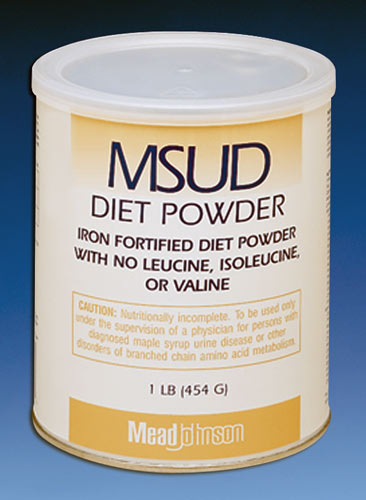 MSUD
DIET POWDER
IRON FORTIFIED DIET POWDER
WITH NO LEUCINE, ISOLEUCINE,
OR VALINE
CAUTION: Nutritionally incomplete. To be used only
under the supervision of a physician for persons with
diagnosed maple syrup urine disease or other
disorders of branched chain amino acid metabolism.
1 LB (454 G)
MeadJohnson